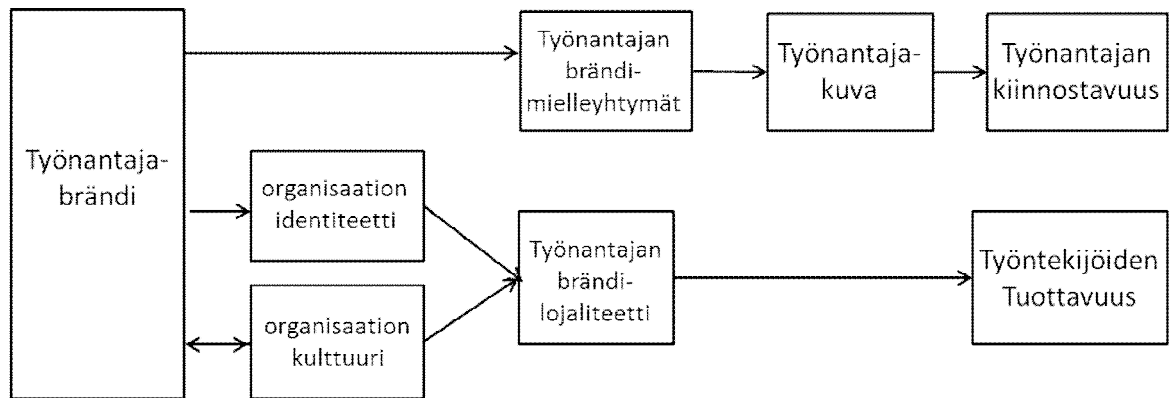 Työnantaja-
brändi
Työnantajan
brändi-
mielleyhtymät
Työnantaja-
kuva
Työnantajan
kiinnostavuus
organisaation
identiteetti
organisaation
kulttuuri
Työnantajan
brändi-
lojaliteetti
Työntekijöiden
Tuottavuus